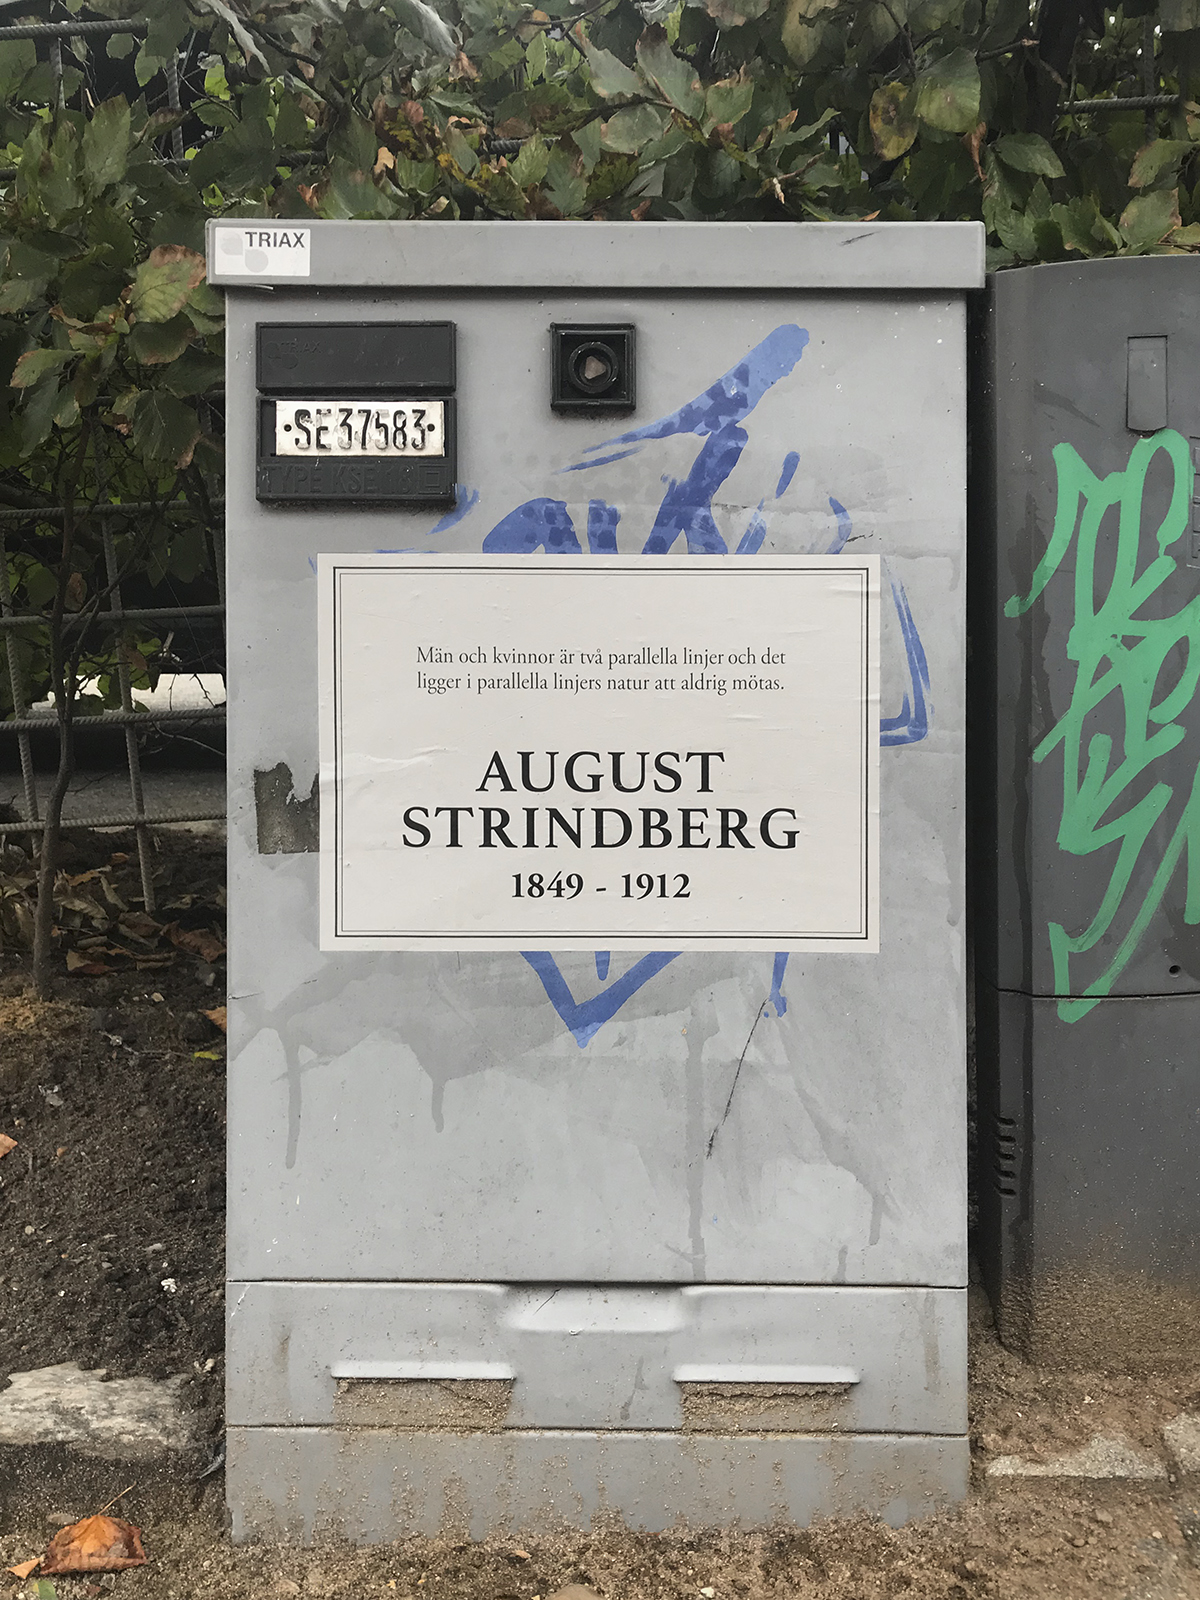 TRIAX
TRIAX
·SE37583·
Män och kvinnor är två parallella linjer och det
ligger i parallella linjers natur att aldrig mötas.
AUGUST
STRINDBERG
1849 - 1912